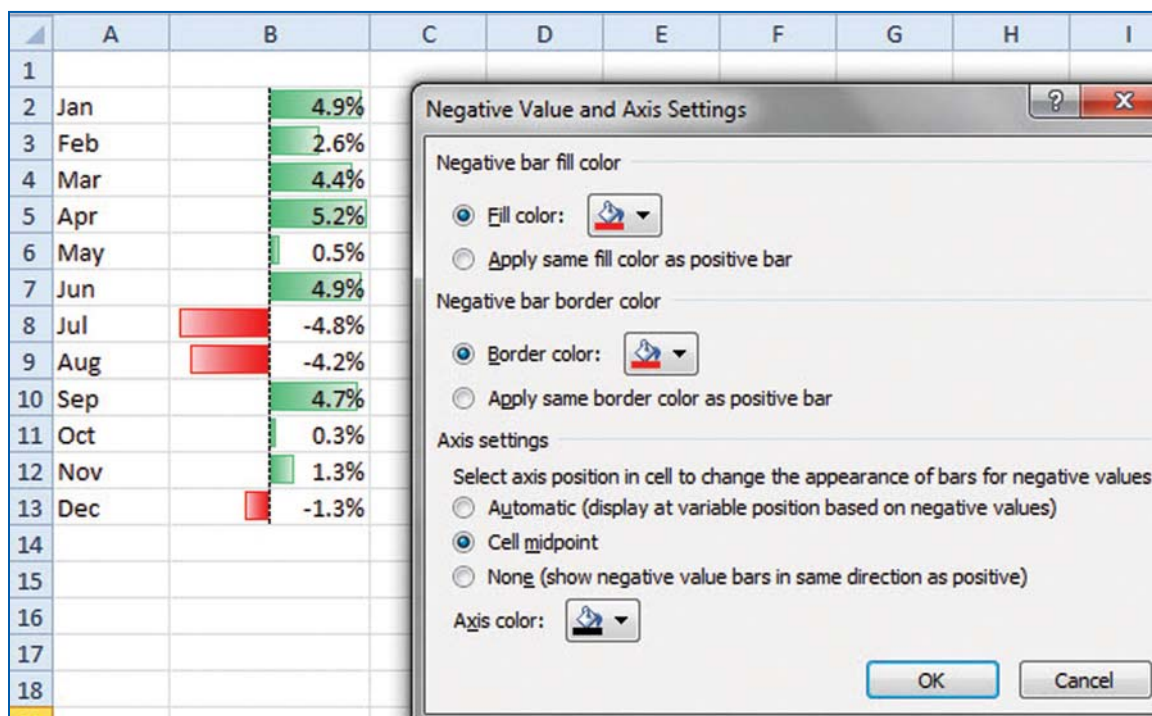 A B C D E F G H I
1
2 Jan 4.9%
3 Feb 2.6%
4 Mar 4.4%
5 Apr 5.2%
6 May 0.5%
7 Jun 4.9%
8 Jul -4.8%
9 Aug -4.2%
10 Sep 4.7%
11 Oct 0.3%
12 Nov 1.3%
13 Dec -1.3%
14
15
16
17
18
Negative Value and Axis Settings
Negative bar fill color
Fill color:
Apply same fill color as positive bar
Negative bar border color
Border color:
Apply same border color as positive bar
Axis settings
Select axis position in cell to change the appearance of bars for negative values
Automatic (display at variable position based on negative values)
Cell midpoint
None (show negative value bars in same direction as positive)
Axis color:
OK Cancel